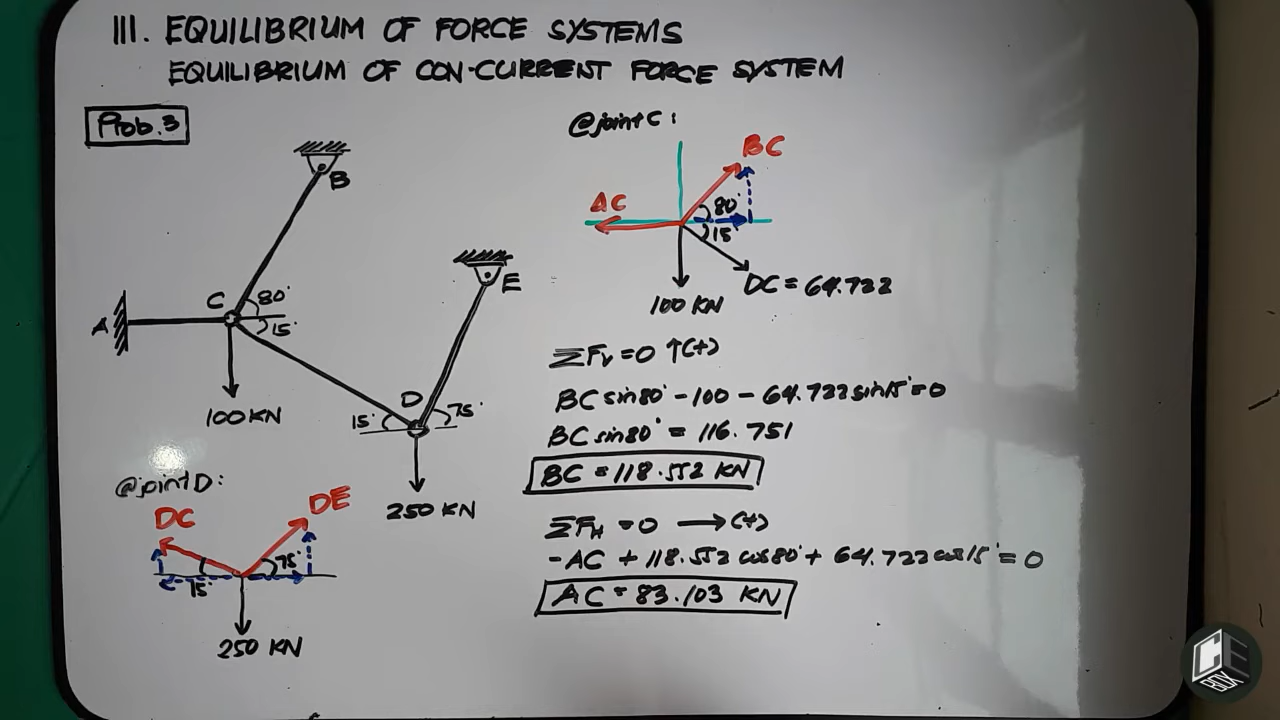 III. EQUILIBRIUM OF FORCE SYSTEMS
EQUILIBRIUM OF CON-CURRENT FORCE SYSTEM
Prob. 3
B
E
C
80°
A
15°
100 KN
D
15°
75°
250 KN
@joint D:
DC
DE
75°
15°
250 KN
@joint C:
BC
AC
80°
15°
DC = 64.722
100 KN
ΣFv = 0 ↑(+)
BC sin80° - 100 - 64.722 sin15° = 0
BC sin80° = 116.751
BC = 118.552 KN
ΣFH = 0 → (+)
-AC + 118.552 cos80° + 64.722 cos15° = 0
AC = 83.103 KN
CE
BOX